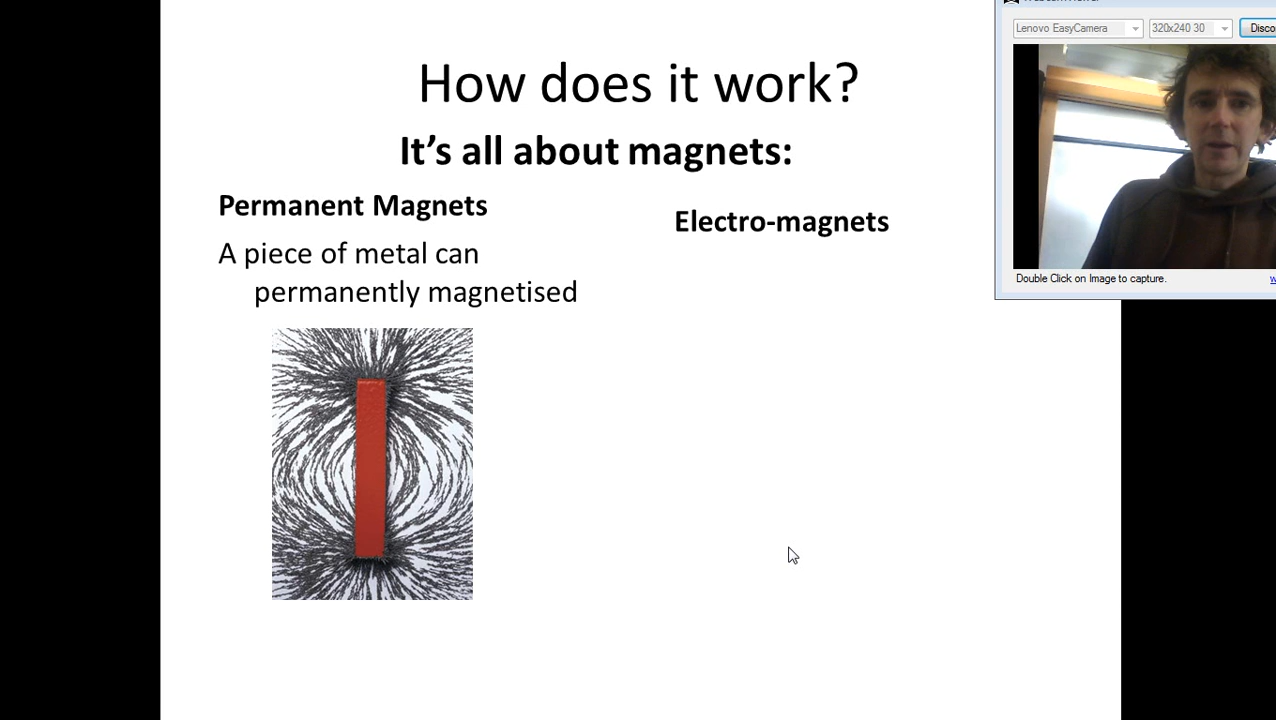 How does it work?
It's all about magnets:
Permanent Magnets
A piece of metal can
permanently magnetised
Electro-magnets
Lenovo EasyCamera
320x240 30
Disco
Double Click on Image to capture.
w